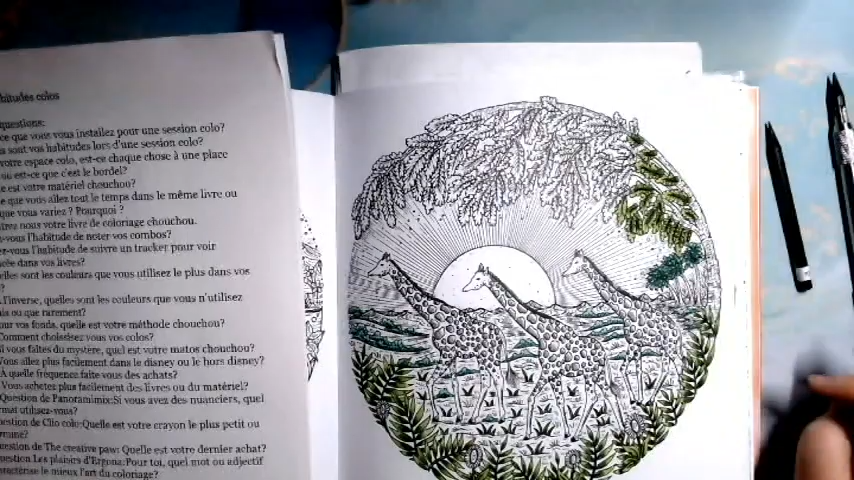 bitudes colos
questions:
ce que vous vous installez pour une session colo?
s sont vos habitudes lors d'une session colo?
votre espace colo, est-ce chaque chose à une place
ou est-ce que c'est le bordel?
e est votre matériel chouchou?
e que vous allez tout le temps dans le même livre ou
que vous variez ? Pourquoi ?
trez nous votre livre de coloriage chouchou.
-vous l'habitude de noter vos combos?
z-vous l'habitude de suivre un tracker pour voir
cée dans vos livres?
elles sont les couleurs que vous utilisez le plus dans vos
?
A l'inverse, quelles sont les couleurs que vous n'utilisez
is ou que rarement?
our vos fonds, quelle est votre méthode chouchou?
Comment choisissez vous vos colos?
Si vous faites du mystère, quel est votre matos chouchou?
Vous allez plus facilement dans le disney ou le hors disney?
A quelle fréquence faite vous des achats?
Vous achetez plus facilement des livres ou du matériel?
Question de Panoramimix:Si vous avez des nuanciers, quel
rmat utilisez-vous?
uestion de Clio colo:Quelle est votre crayon le plus petit ou
uestion de The creative paw: Quelle est votre dernier achat?
uestion Les plaisirs d'Ergona:Pour toi, quel mot ou adjectif
ractérise le mieux l'art du coloriage?